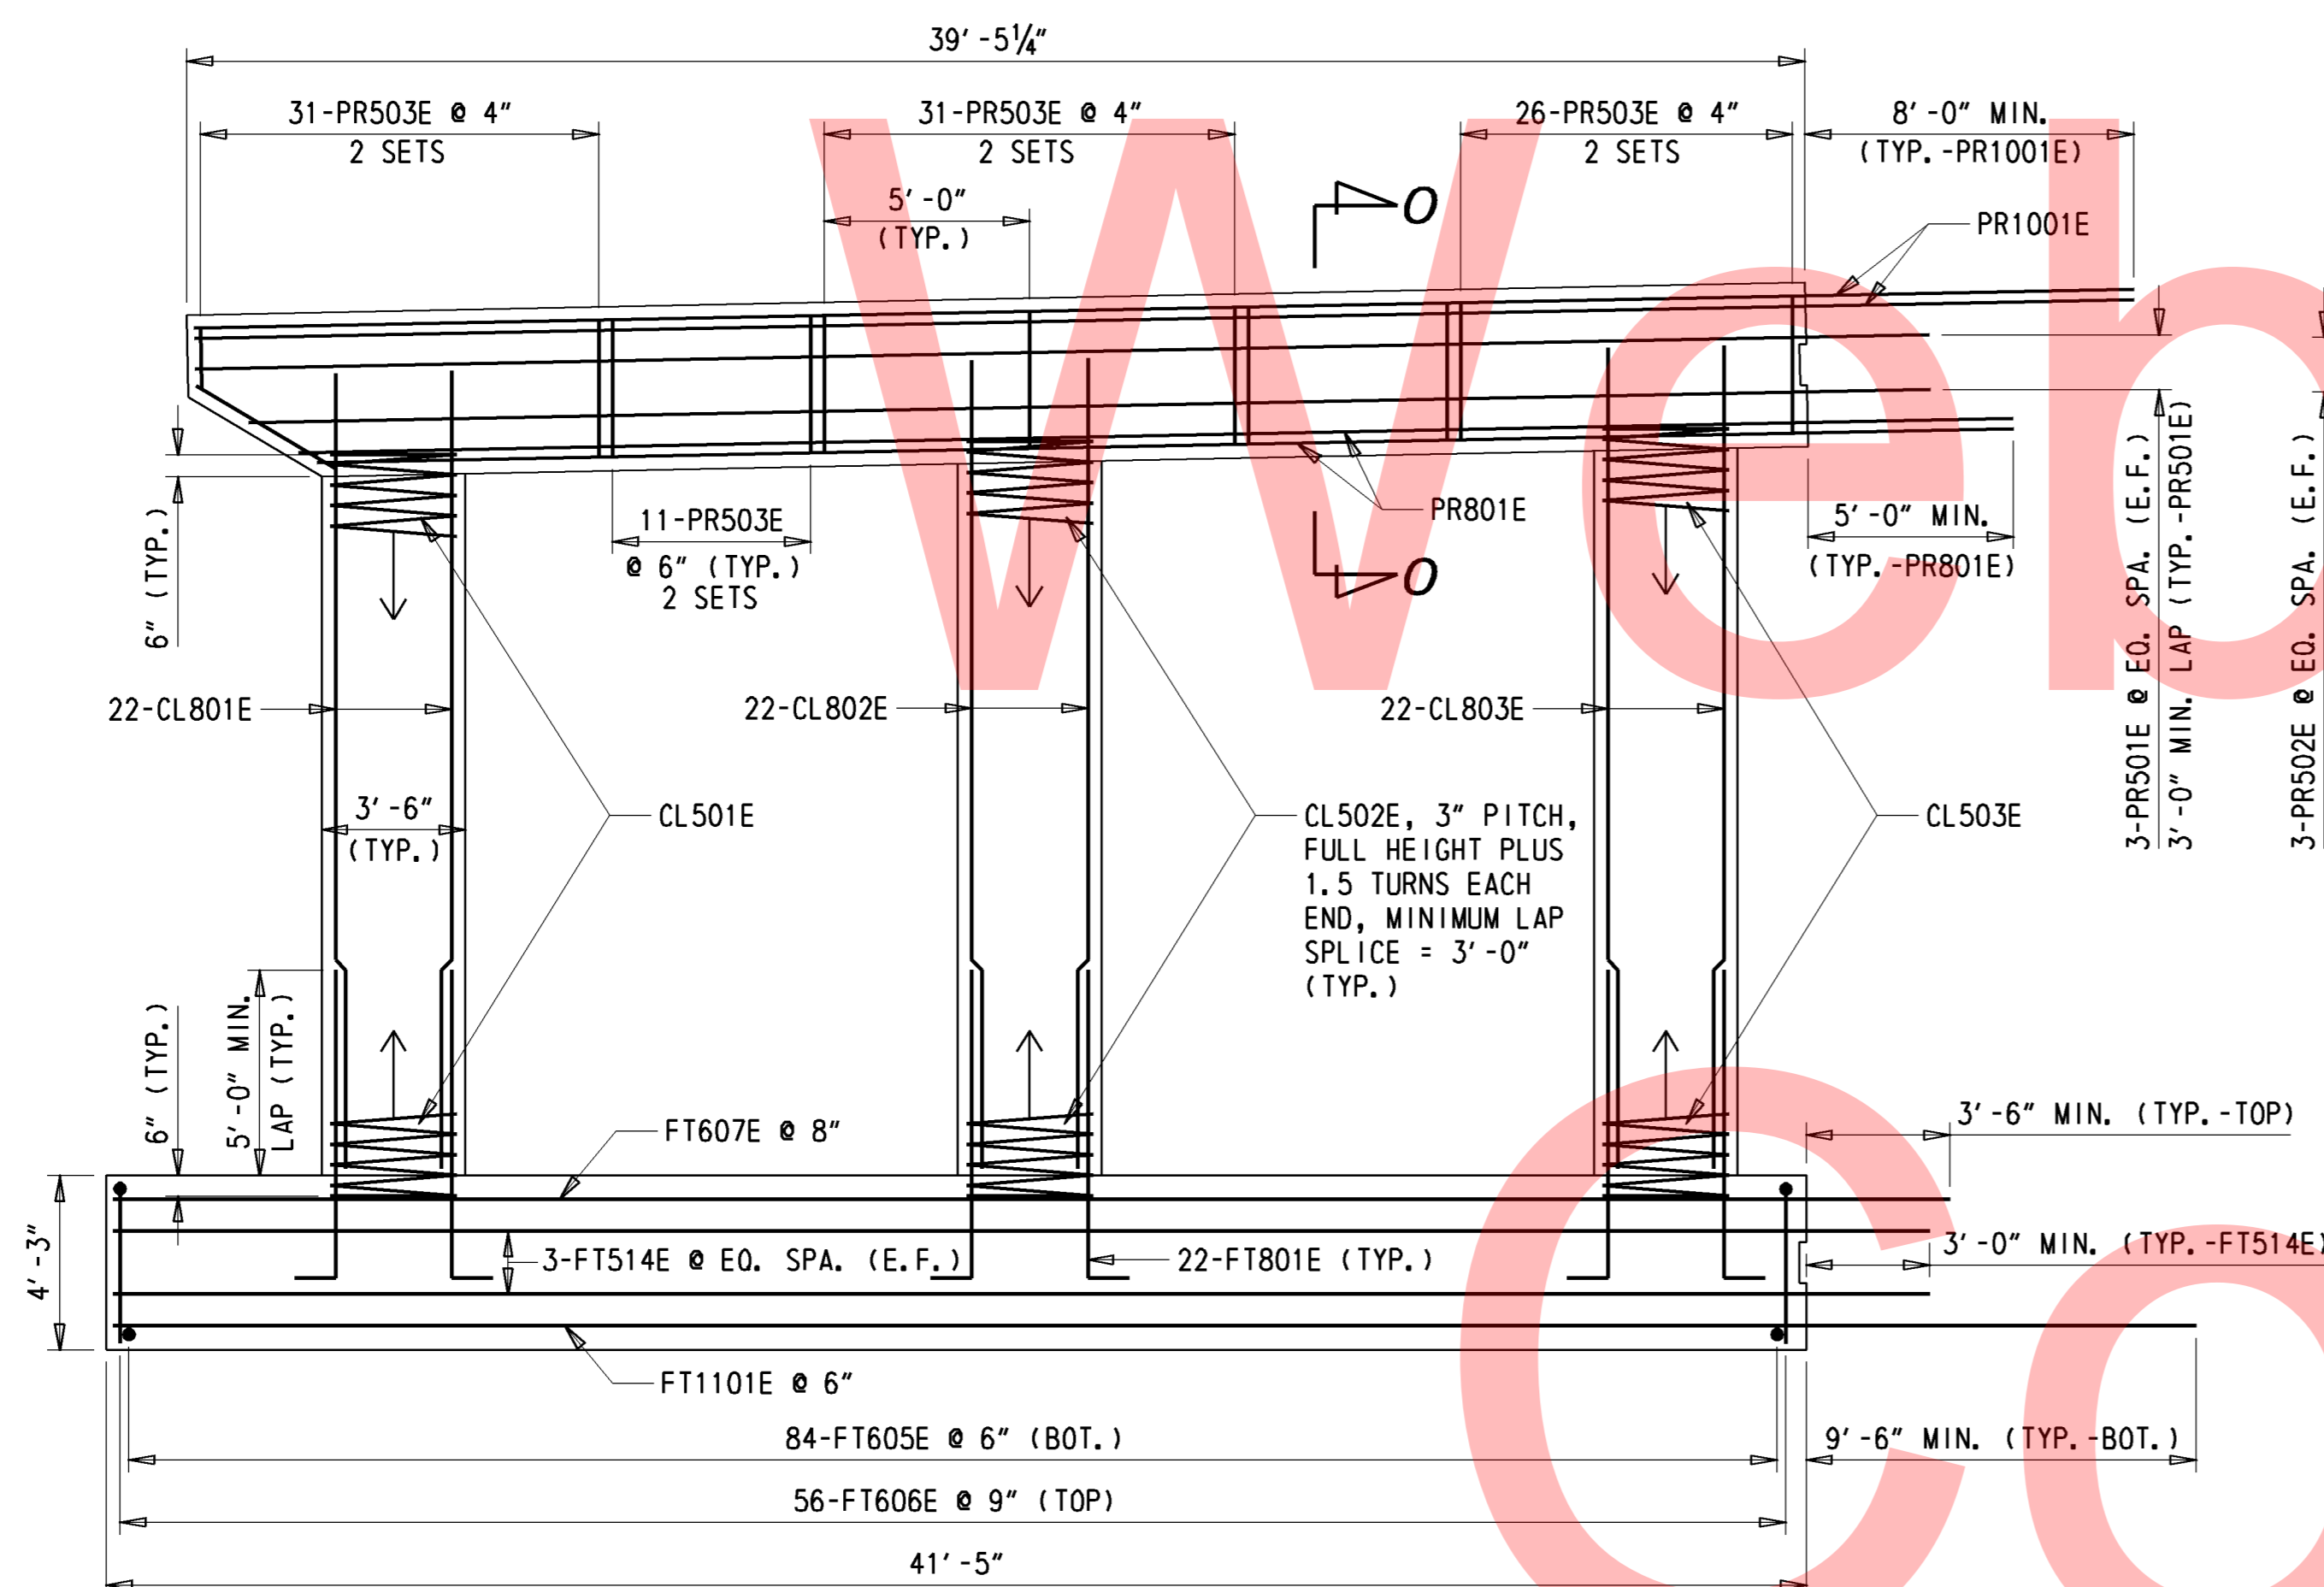 39'-5¼"
31-PR503E @ 4"
2 SETS
31-PR503E @ 4"
2 SETS
26-PR503E @ 4"
2 SETS
8'-0" MIN.
(TYP.-PR1001E)
5'-0"
(TYP.)
O
PR1001E
6" (TYP.)
11-PR503E
@ 6" (TYP.)
2 SETS
PR801E
O
5'-0" MIN.
(TYP.-PR801E)
3-PR501E @ EQ. SPA. (E.F.)
3'-0" MIN. LAP (TYP.-PR501E)
3-PR502E @ EQ. SPA. (E.F.)
22-CL801E
22-CL802E
22-CL803E
3'-6"
(TYP.)
CL501E
CL502E, 3" PITCH,
FULL HEIGHT PLUS
1.5 TURNS EACH
END, MINIMUM LAP
SPLICE = 3'-0"
(TYP.)
CL503E
6" (TYP.)
5'-0" MIN.
LAP (TYP.)
FT607E @ 8"
3'-6" MIN. (TYP.-TOP)
4'-3"
3-FT514E @ EQ. SPA. (E.F.)
22-FT801E (TYP.)
3'-0" MIN. (TYP.-FT514E)
FT1101E @ 6"
84-FT605E @ 6" (BOT.)
9'-6" MIN. (TYP.-BOT.)
56-FT606E @ 9" (TOP)
41'-5"
Web
Co